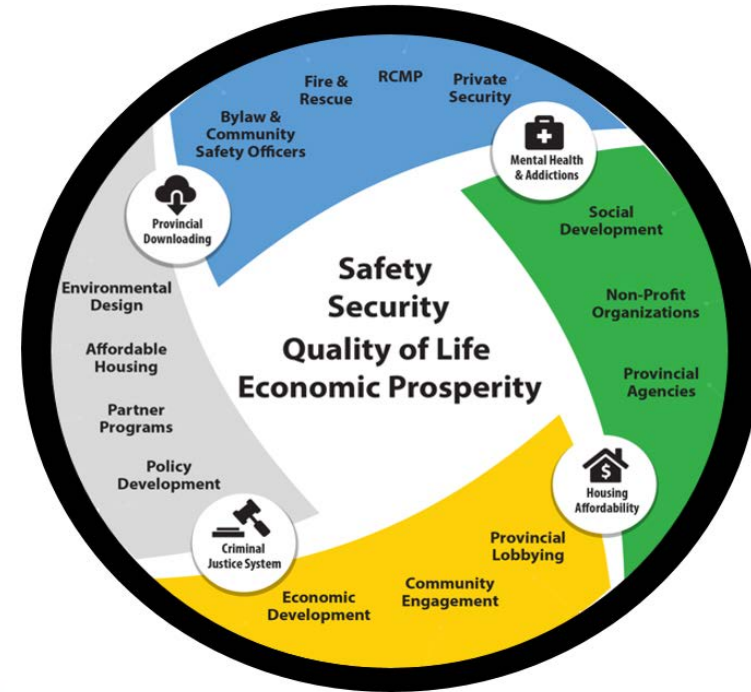 Fire &
Rescue
RCMP
Private
Security
Bylaw &
Community
Safety Officers
Mental Health
& Addictions
Provincial
Downloading
Social
Development
Non-Profit
Organizations
Provincial
Agencies
Environmental
Design
Affordable
Housing
Partner
Programs
Policy
Development
Safety
Security
Quality of Life
Economic Prosperity
Housing
Affordability
$
Criminal
Justice System
Provincial
Lobbying
Community
Engagement
Economic
Development